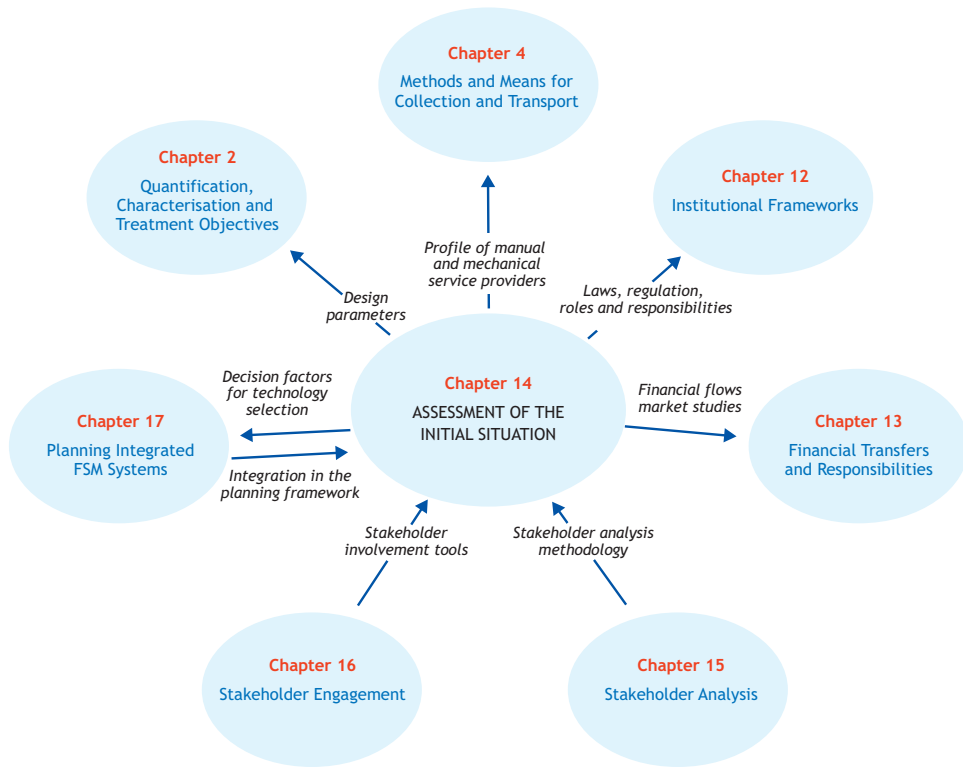 Chapter 4
Methods and Means for
Collection and Transport
Chapter 2
Quantification,
Characterisation and
Treatment Objectives
Chapter 12
Institutional Frameworks
Profile of manual
and mechanical
service providers
Design
parameters
Laws, regulation,
roles and responsibilities
Chapter 14
ASSESSMENT OF THE
INITIAL SITUATION
Decision factors
for technology
selection
Financial flows
market studies
Chapter 17
Planning Integrated
FSM Systems
Chapter 13
Financial Transfers
and Responsibilities
Integration in the
planning framework
Stakeholder
involvement tools
Stakeholder analysis
methodology
Chapter 16
Stakeholder Engagement
Chapter 15
Stakeholder Analysis